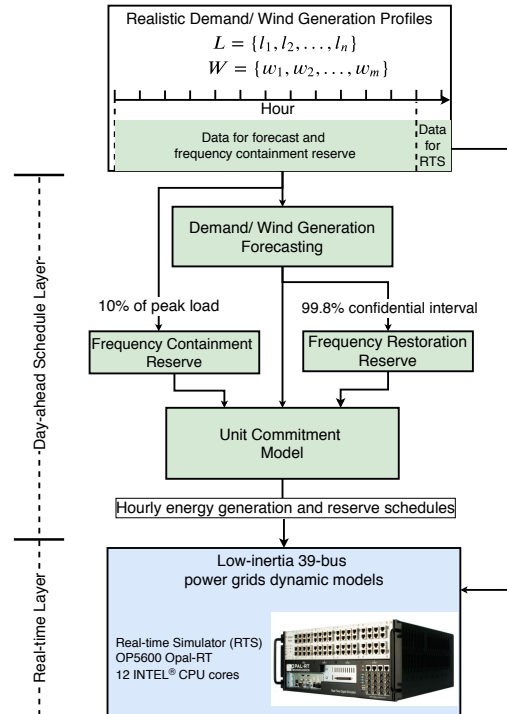 Realistic Demand/ Wind Generation Profiles
L = {l₁, l₂, . . . , lₙ}
W = {w₁, w₂, . . . , wₘ}
Hour
Data for forecast and
frequency containment reserve
Data
for
RTS
Day-ahead Schedule Layer
Demand/ Wind Generation
Forecasting
10% of peak load
99.8% confidential interval
Frequency Containment
Reserve
Frequency Restoration
Reserve
Unit Commitment
Model
Hourly energy generation and reserve schedules
Real-time Layer
Low-inertia 39-bus
power grids dynamic models
Real-time Simulator (RTS)
OP5600 Opal-RT
12 INTEL® CPU cores
OPAL-RT